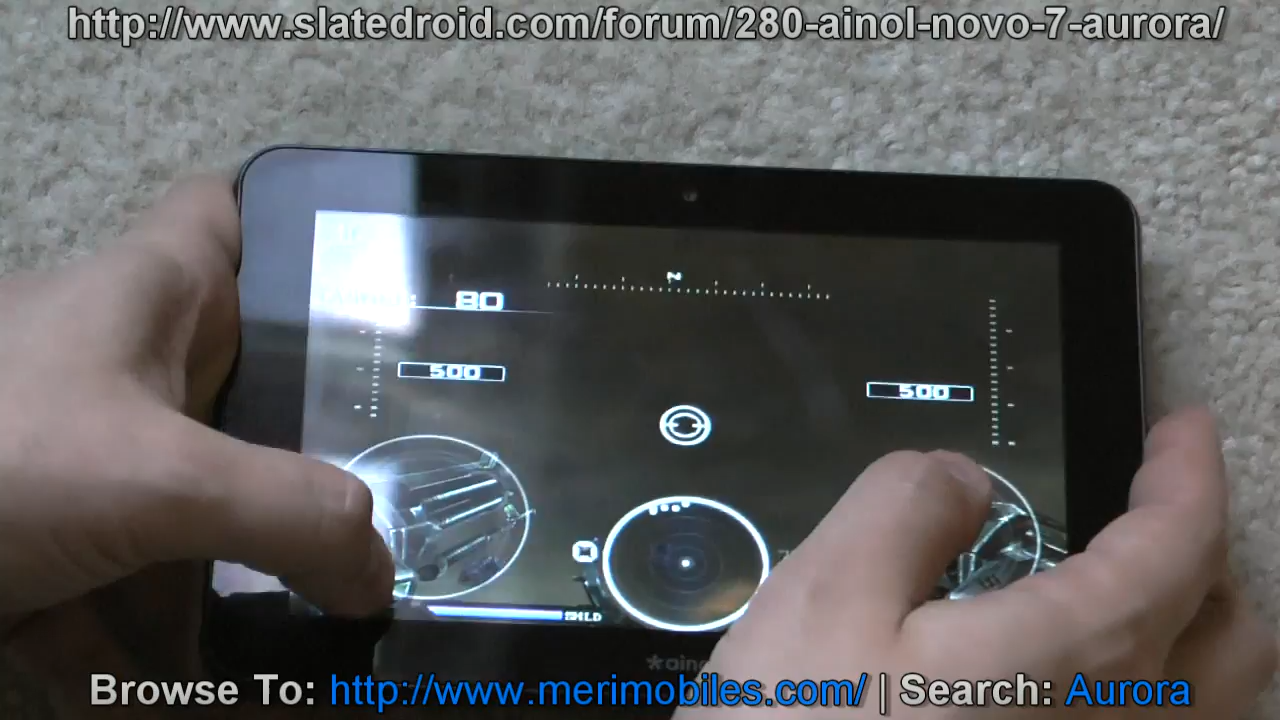 http://www.slatedroid.com/forum/280-ainol-novo-7-aurora/
N
80
500
500
SHLD
Browse To: http://www.merimobiles.com/ | Search: Aurora